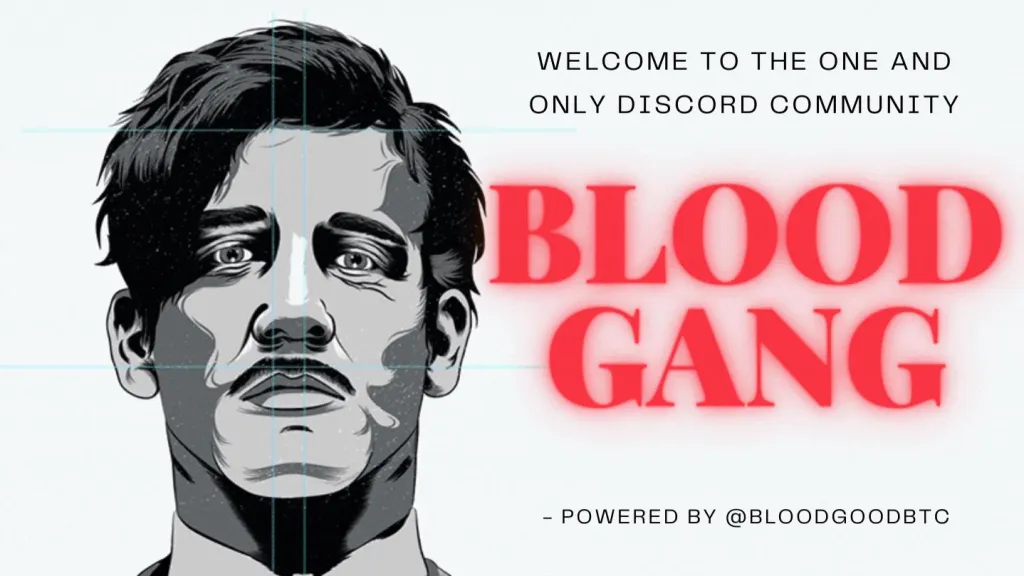 WELCOME TO THE ONE AND
ONLY DISCORD COMMUNITY
BLOOD
GANG
– POWERED BY @BLOODGOODBTC